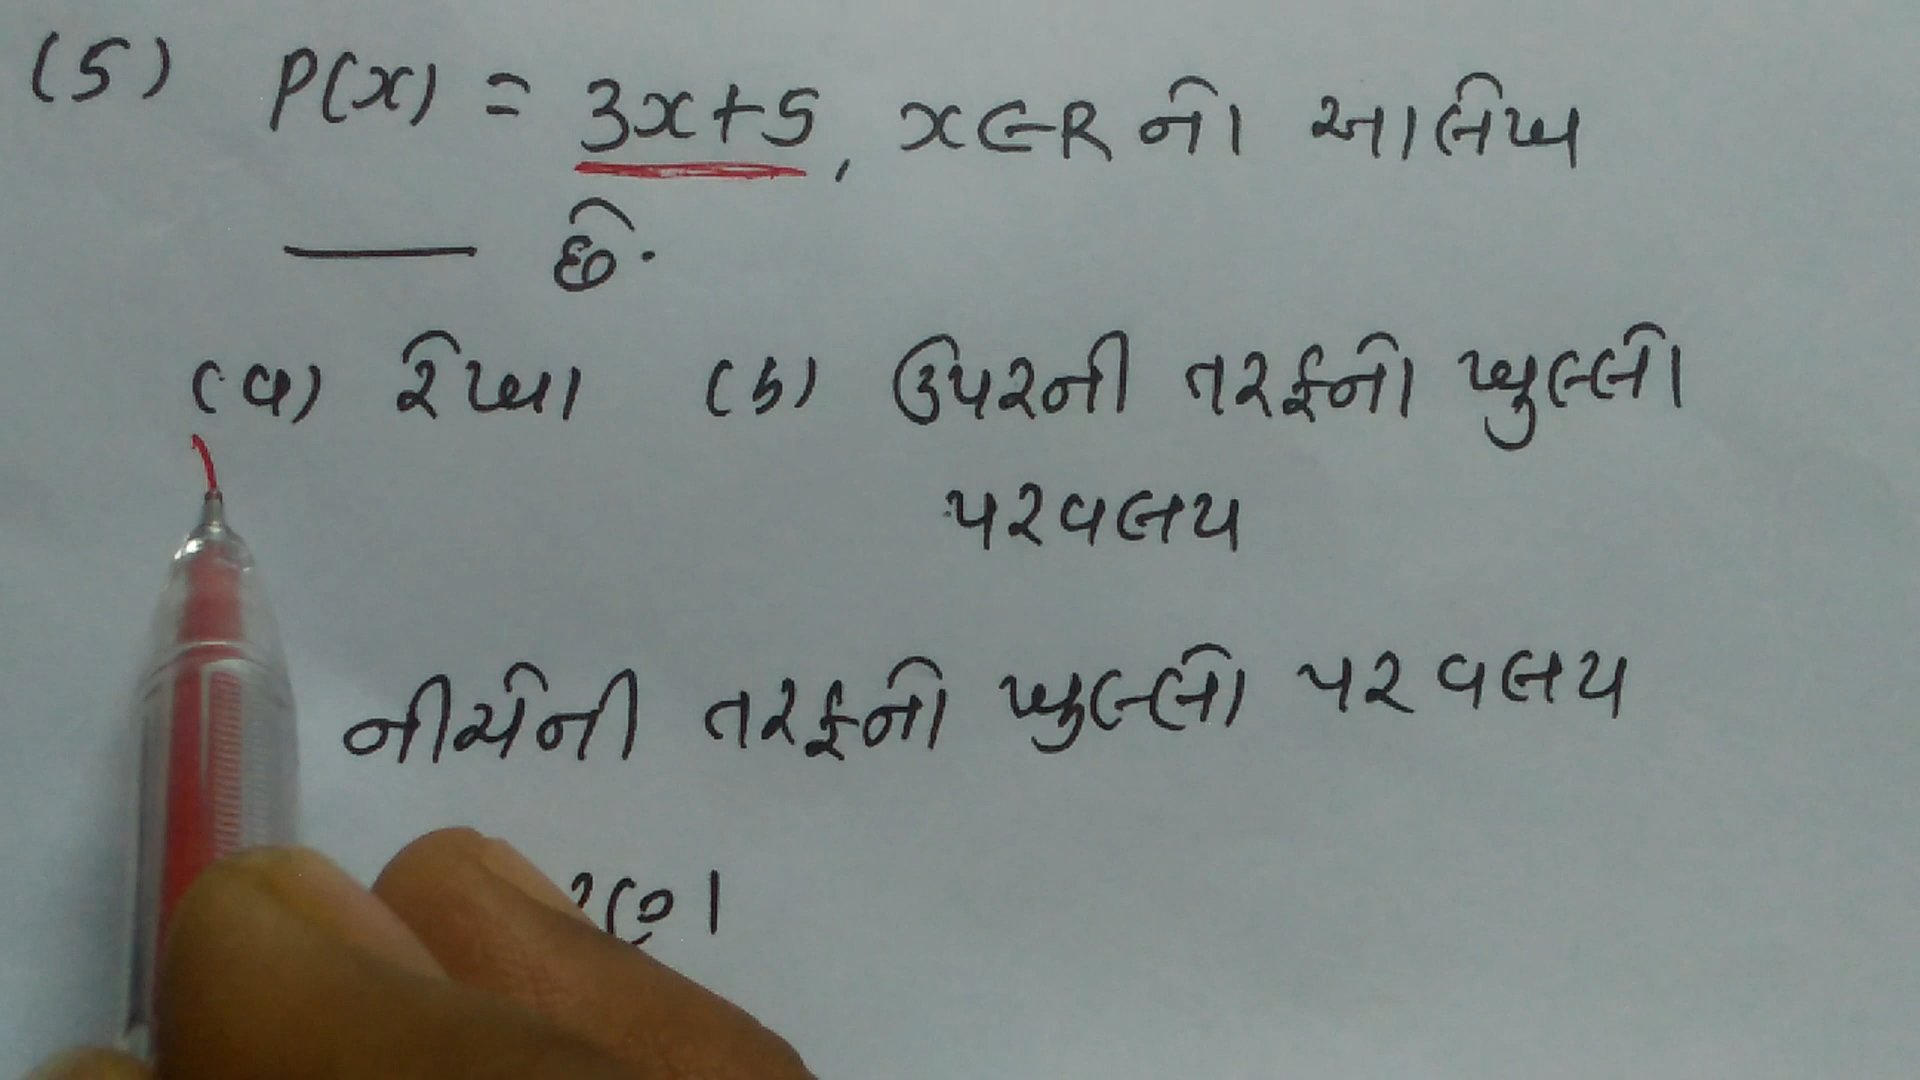 (5) P(x) = 3x+5, x∈R નો આલેખ
—— છે.
(a) રેખા (b) ઉપરની તરફનો ખુલ્લો
પરવલય
નીચેની તરફનો ખુલ્લો પરવલય